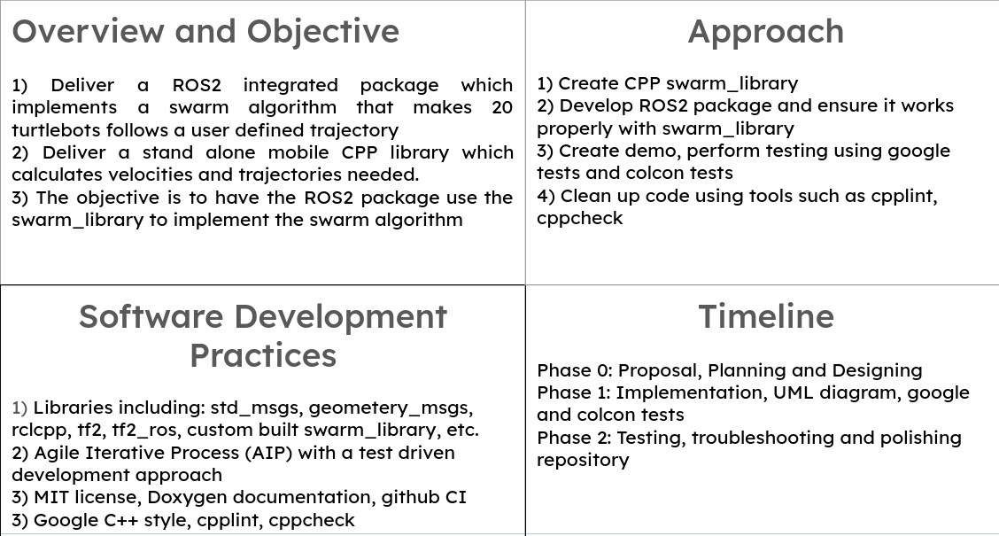 Overview and Objective
1) Deliver a ROS2 integrated package which
implements a swarm algorithm that makes 20
turtlebots follows a user defined trajectory
2) Deliver a stand alone mobile CPP library which
calculates velocities and trajectories needed.
3) The objective is to have the ROS2 package use the
swarm_library to implement the swarm algorithm
Approach
1) Create CPP swarm_library
2) Develop ROS2 package and ensure it works
properly with swarm_library
3) Create demo, perform testing using google
tests and colcon tests
4) Clean up code using tools such as cpplint,
cppcheck
Software Development
Practices
1) Libraries including: std_msgs, geometery_msgs,
rclcpp, tf2, tf2_ros, custom built swarm_library, etc.
2) Agile Iterative Process (AIP) with a test driven
development approach
3) MIT license, Doxygen documentation, github CI
3) Google C++ style, cpplint, cppcheck
Timeline
Phase 0: Proposal, Planning and Designing
Phase 1: Implementation, UML diagram, google
and colcon tests
Phase 2: Testing, troubleshooting and polishing
repository